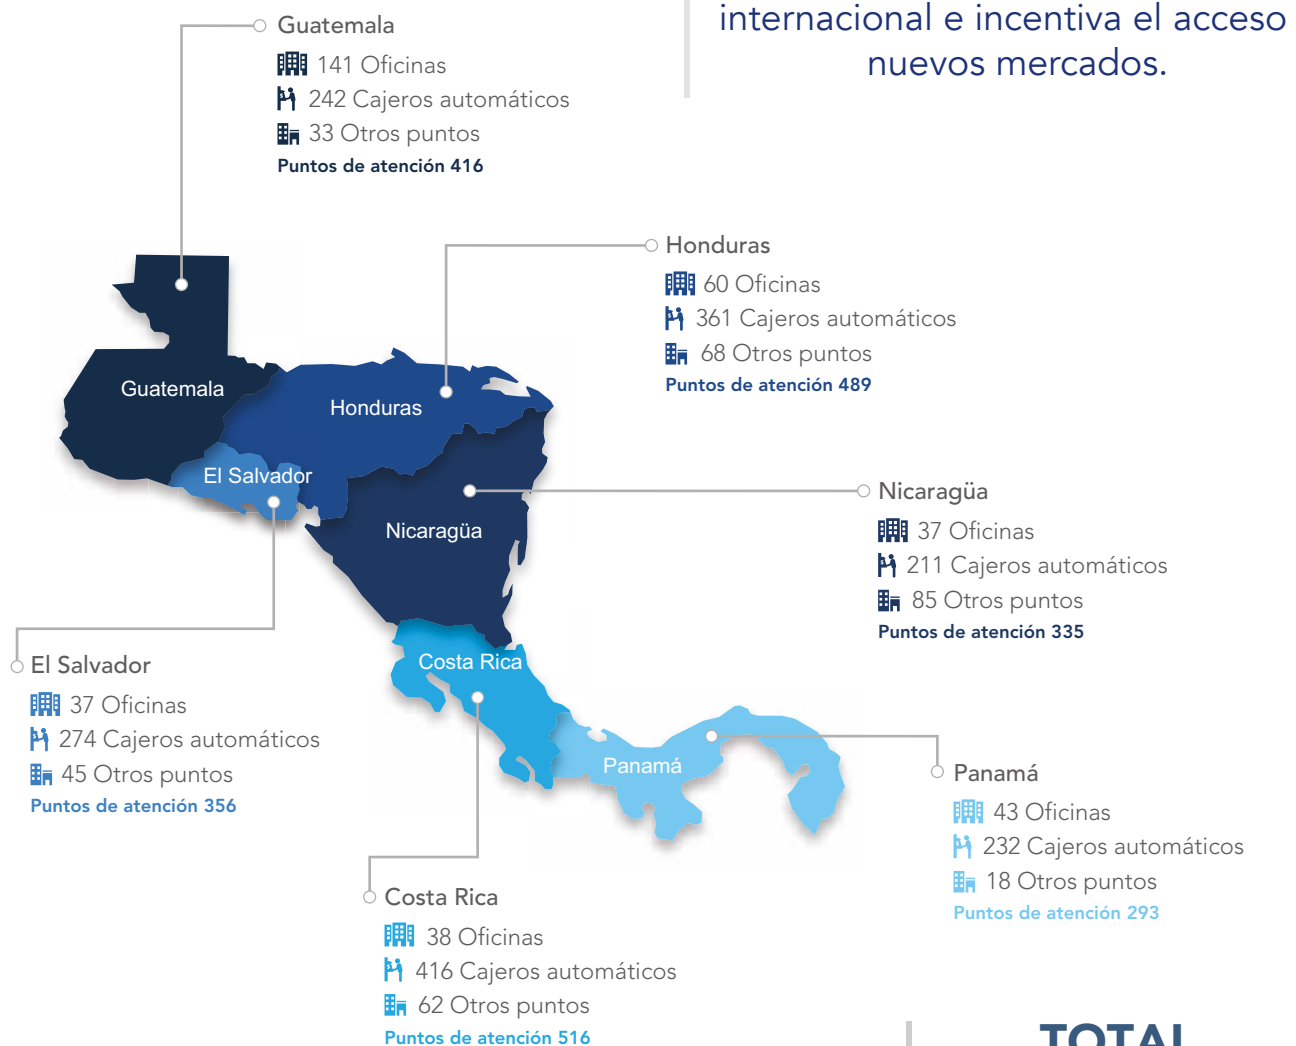 internacional e incentiva el acceso
nuevos mercados.
Guatemala
141 Oficinas
242 Cajeros automáticos
33 Otros puntos
Puntos de atención 416
Honduras
60 Oficinas
361 Cajeros automáticos
68 Otros puntos
Puntos de atención 489
Guatemala
Honduras
El Salvador
Nicaragüa
Costa Rica
Panamá
Nicaragüa
37 Oficinas
211 Cajeros automáticos
85 Otros puntos
Puntos de atención 335
El Salvador
37 Oficinas
274 Cajeros automáticos
45 Otros puntos
Puntos de atención 356
Panamá
43 Oficinas
232 Cajeros automáticos
18 Otros puntos
Puntos de atención 293
Costa Rica
38 Oficinas
416 Cajeros automáticos
62 Otros puntos
Puntos de atención 516
TOTAL